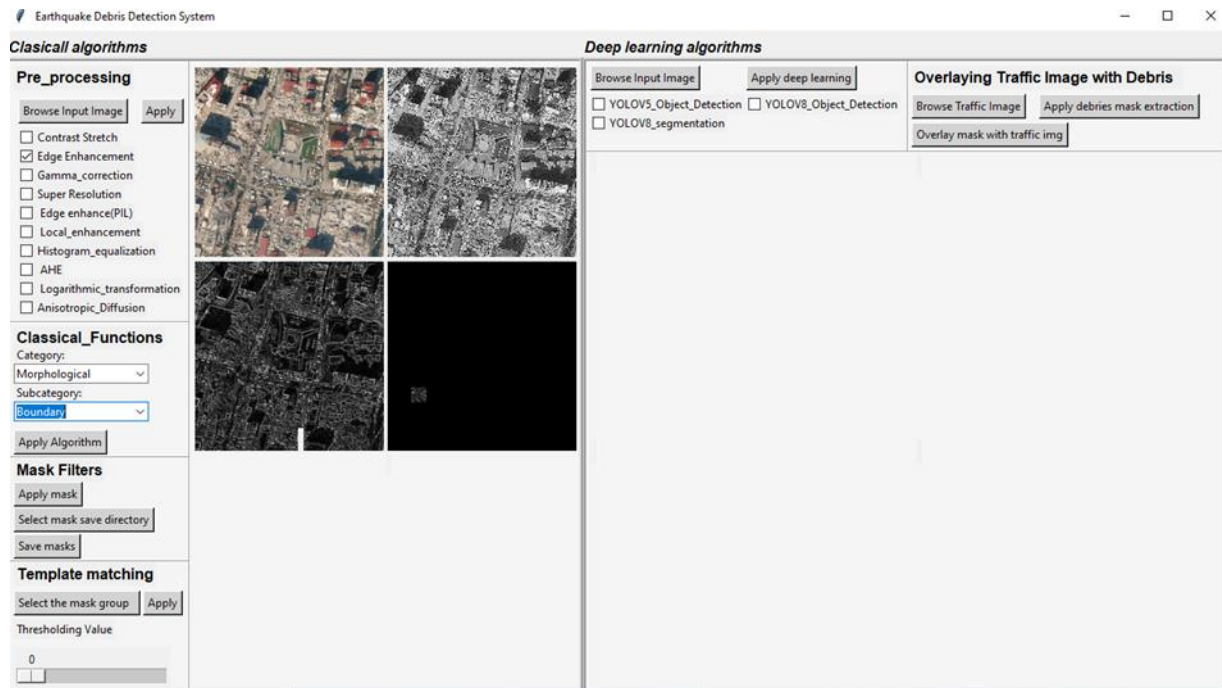 Earthquake Debris Detection System
Clasicall algorithms
Deep learning algorithms
Pre_processing
Browse Input Image
Apply
Contrast Stretch
Edge Enhancement
Gamma_correction
Super Resolution
Edge enhance(PIL)
Local_enhancement
Histogram_equalization
AHE
Logarithmic_transformation
Anisotropic_Diffusion
Classical_Functions
Category:
Morphological
Subcategory:
Boundary
Apply Algorithm
Mask Filters
Apply mask
Select mask save directory
Save masks
Template matching
Select the mask group
Apply
Thresholding Value
0
Browse Input Image
Apply deep learning
YOLOV5_Object_Detection
YOLOV8_Object_Detection
YOLOV8_segmentation
Overlaying Traffic Image with Debris
Browse Traffic Image
Apply debries mask extraction
Overlay mask with traffic img